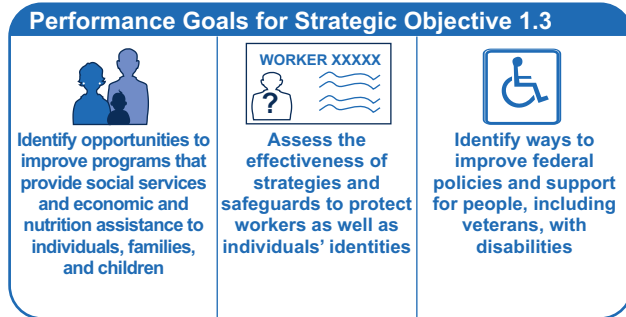 Performance Goals for Strategic Objective 1.3
Identify opportunities to
improve programs that
provide social services
and economic and
nutrition assistance to
individuals, families,
and children
WORKER XXXXX
?
Assess the
effectiveness of
strategies and
safeguards to protect
workers as well as
individuals' identities
Identify ways to
improve federal
policies and support
for people, including
veterans, with
disabilities